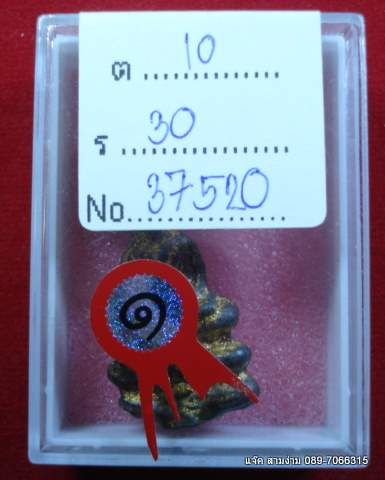 ต ............... 10
ร ................ 30
No. ............... 37520
๑
แจ๊ค สามง่าม 089-7066315